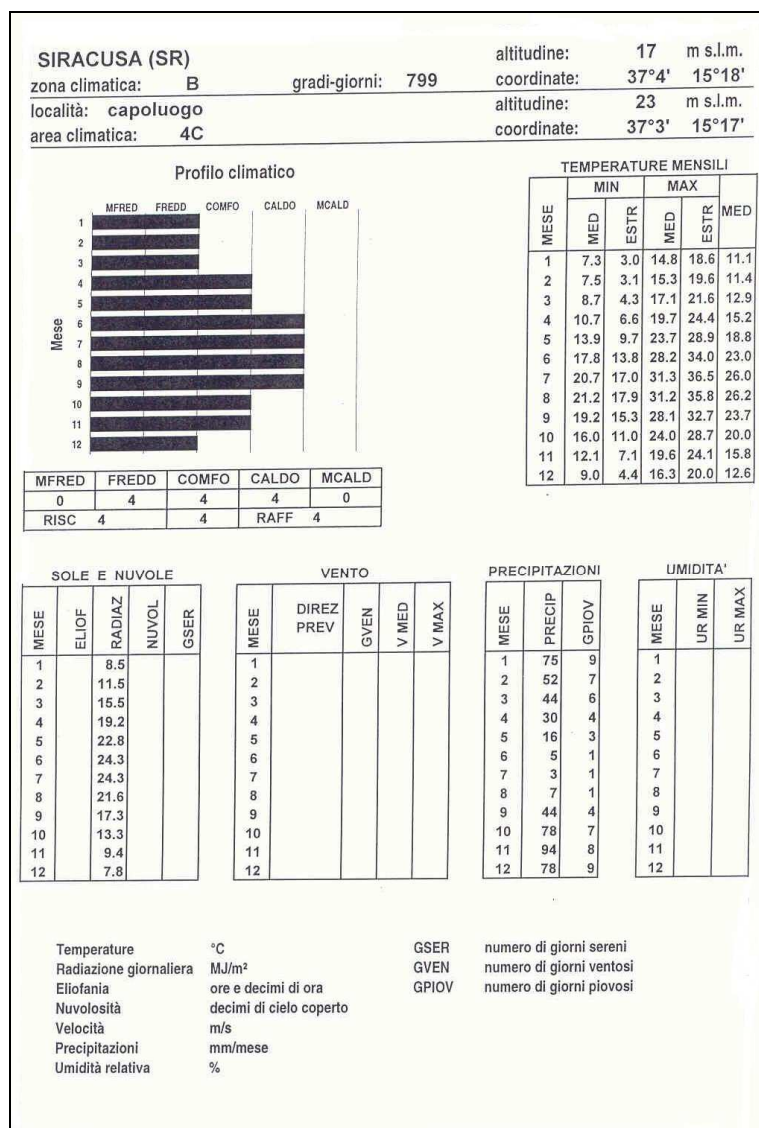 SIRACUSA (SR) altitudine: 17 m s.l.m.
zona climatica: B gradi-giorni: 799 coordinate: 37°4' 15°18'
località: capoluogo altitudine: 23 m s.l.m.
area climatica: 4C coordinate: 37°3' 15°17'
Profilo climatico
MFRED FREDD COMFO CALDO MCALD
Mese
1
2
3
4
5
6
7
8
9
10
11
12
MFRED FREDD COMFO CALDO MCALD
0 4 4 4 0
RISC 4 4 RAFF 4
TEMPERATURE MENSILI
MIN MAX
MESE MED ESTR MED ESTR MED
1 7.3 3.0 14.8 18.6 11.1
2 7.5 3.1 15.3 19.6 11.4
3 8.7 4.3 17.1 21.6 12.9
4 10.7 6.6 19.7 24.4 15.2
5 13.9 9.7 23.7 28.9 18.8
6 17.8 13.8 28.2 34.0 23.0
7 20.7 17.0 31.3 36.5 26.0
8 21.2 17.9 31.2 35.8 26.2
9 19.2 15.3 28.1 32.7 23.7
10 16.0 11.0 24.0 28.7 20.0
11 12.1 7.1 19.6 24.1 15.8
12 9.0 4.4 16.3 20.0 12.6
SOLE E NUVOLE
MESE ELIOF RADIAZ NUVOL GSER
1 8.5
2 11.5
3 15.5
4 19.2
5 22.8
6 24.3
7 24.3
8 21.6
9 17.3
10 13.3
11 9.4
12 7.8
VENTO
MESE DIREZ PREV GVEN V MED V MAX
1
2
3
4
5
6
7
8
9
10
11
12
PRECIPITAZIONI
MESE PRECIP GPIOV
1 75 9
2 52 7
3 44 6
4 30 4
5 16 3
6 5 1
7 3 1
8 7 1
9 44 4
10 78 7
11 94 8
12 78 9
UMIDITA'
MESE UR MIN UR MAX
1
2
3
4
5
6
7
8
9
10
11
12
Temperature °C
Radiazione giornaliera MJ/m²
Eliofania ore e decimi di ora
Nuvolosità decimi di cielo coperto
Velocità m/s
Precipitazioni mm/mese
Umidità relativa %
GSER numero di giorni sereni
GVEN numero di giorni ventosi
GPIOV numero di giorni piovosi